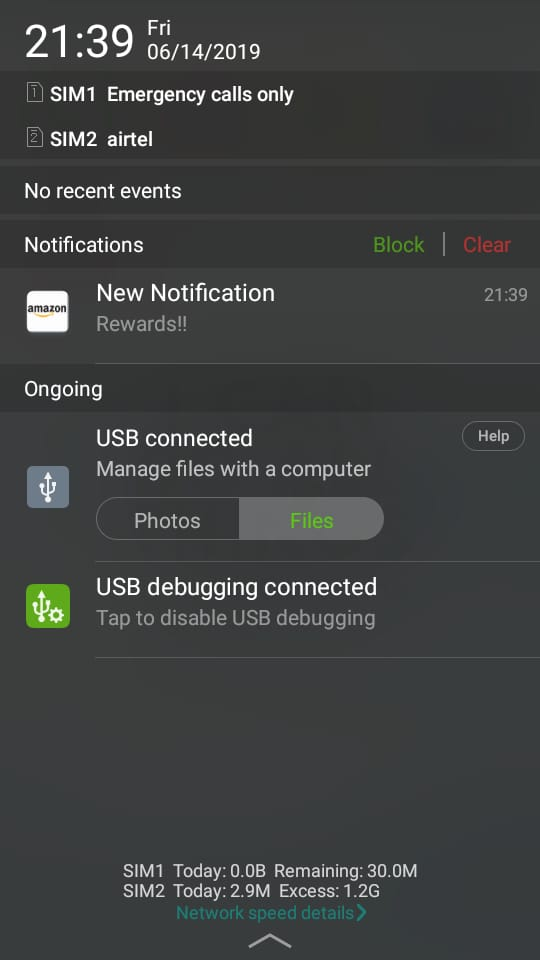 21:39
Fri
06/14/2019
1 SIM1 Emergency calls only
2 SIM2 airtel
No recent events
Notifications Block Clear
amazon
New Notification 21:39
Rewards!!
Ongoing
USB connected Help
Manage files with a computer
Photos Files
USB debugging connected
Tap to disable USB debugging
SIM1 Today: 0.0B Remaining: 30.0M
SIM2 Today: 2.9M Excess: 1.2G
Network speed details